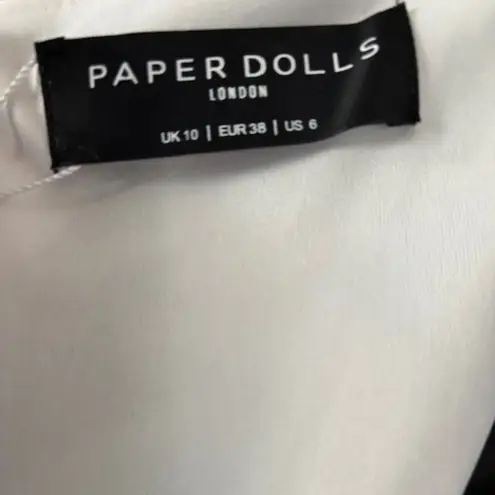 PAPER DOLLS
LONDON
UK 10 | EUR 38 | US 6